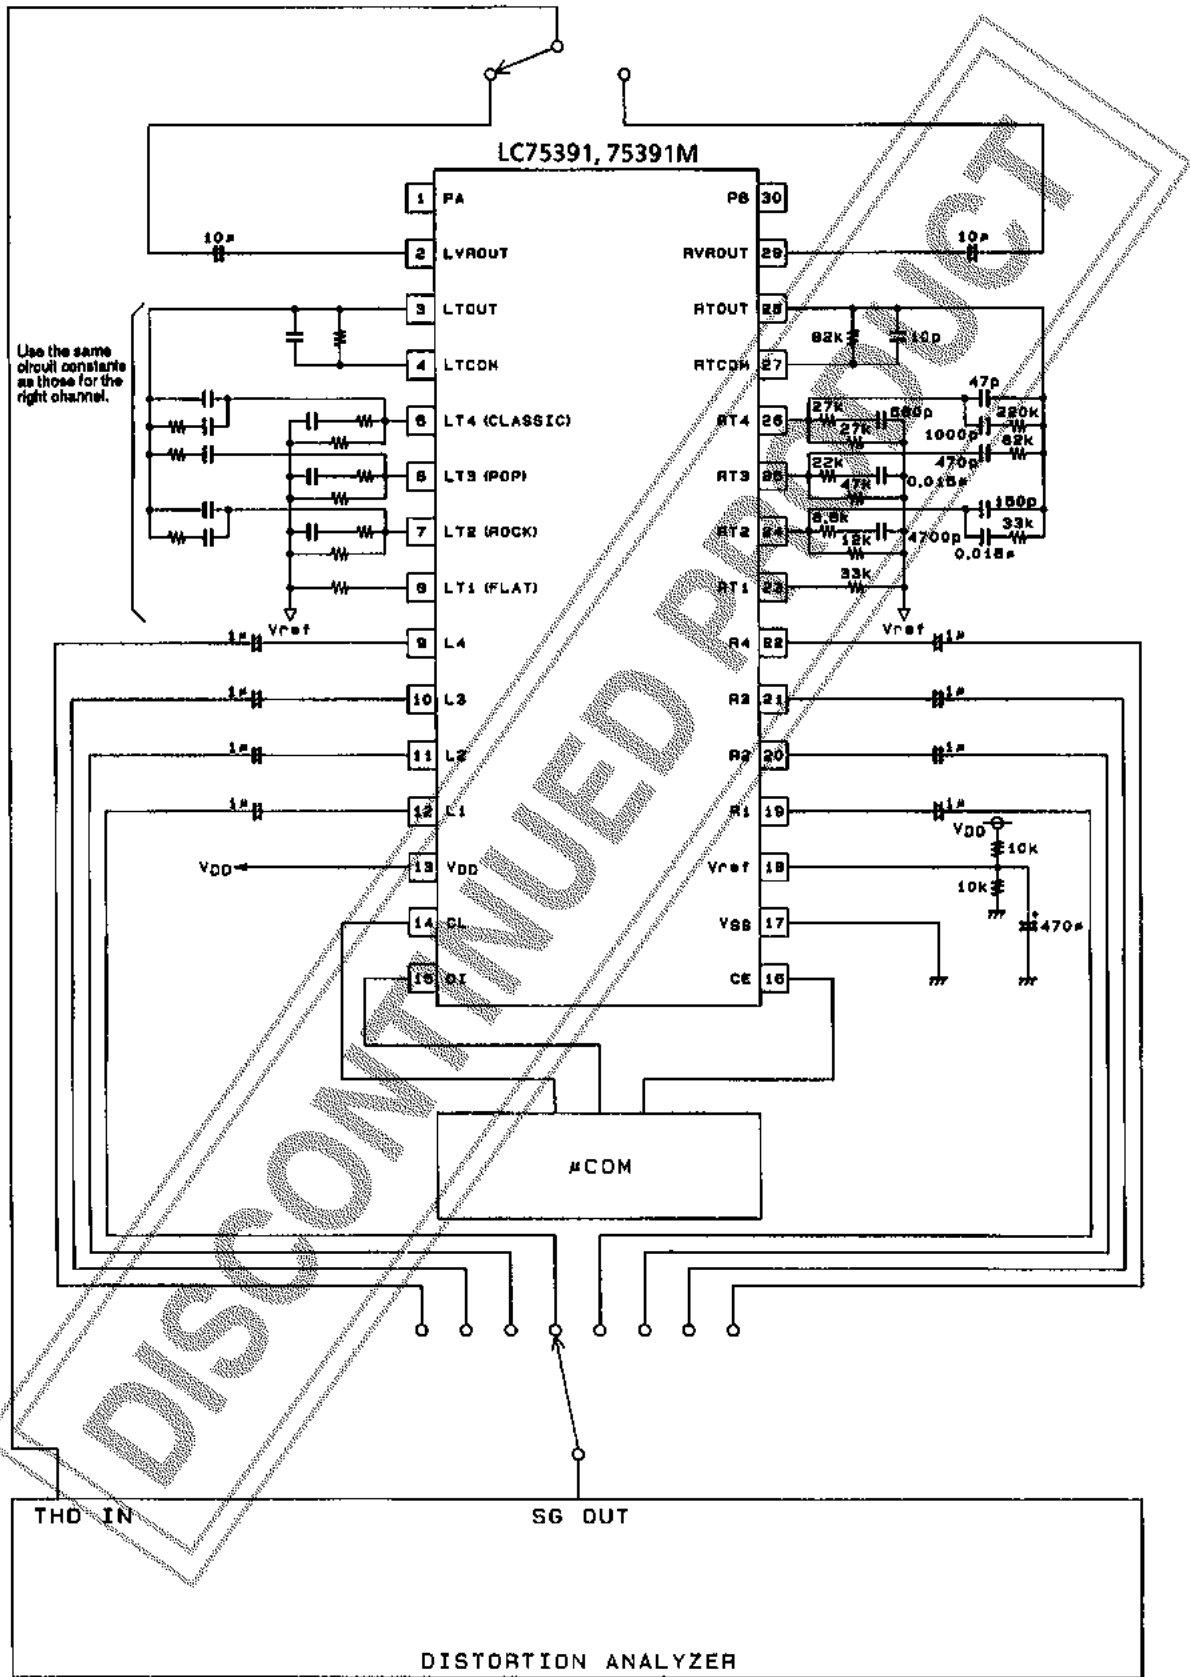 LC75391, 75391M
1 PA
PB 30
10μ
2 LVROUT
RVROUT 29
10μ
3 LTOUT
RTOUT 28
Use the same
circuit constants
as those for the
right channel.
82k
10p
4 LTCOM
RTCOM 27
47p
27k
560p
220k
5 LT4 (CLASSIC)
RT4 26
27k
1000p
82k
22k
470p
6 LT3 (POP)
RT3 25
47k
0.015μ
150p
6.8k
33k
7 LT2 (ROCK)
RT2 24
12k
4700p
0.015μ
33k
8 LT1 (FLAT)
RT1 23
Vref
Vref
1μ
9 L4
R4 22
1μ
1μ
10 L3
R3 21
1μ
1μ
11 L2
R2 20
1μ
1μ
12 L1
R1 19
1μ
VDD
10k
VDD
13 VDD
Vref 18
10k
14 CL
VSS 17
+
470μ
15 DI
CE 16
μCOM
THD IN
SG OUT
DISTORTION ANALYZER
DISCONTINUED PRODUCT